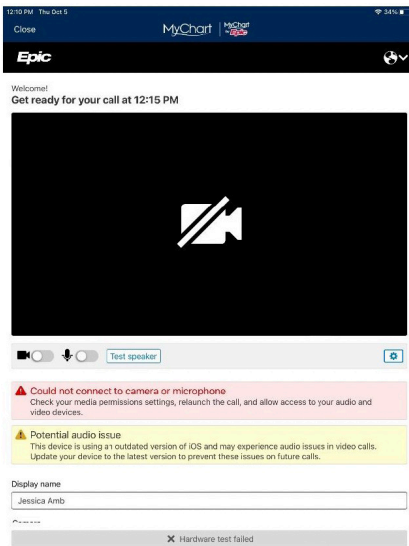 12:10 PM Thu Oct 5 34%
Close MyChart MyChart by Epic
Epic
Welcome!
Get ready for your call at 12:15 PM
Test speaker
Could not connect to camera or microphone
Check your media permissions settings, relaunch the call, and allow access to your audio and
video devices.
Potential audio issue
This device is using an outdated version of iOS and may experience audio issues in video calls.
Update your device to the latest version to prevent these issues on future calls.
Display name
Jessica Amb
Camera
Hardware test failed